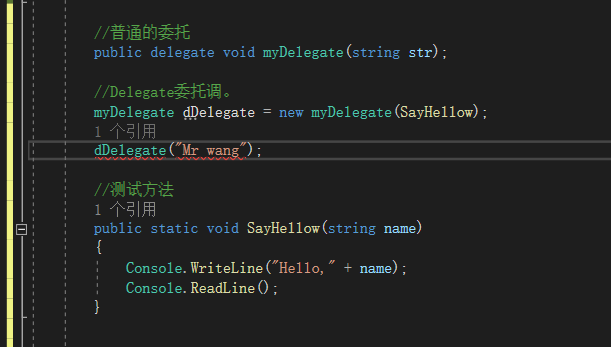 //普通的委托
public delegate void myDelegate(string str);
//Delegate委托调。
myDelegate dDelegate = new myDelegate(SayHellow);
1 个引用
dDelegate("Mr wang");
//测试方法
1 个引用
public static void SayHellow(string name)
{
Console.WriteLine("Hello," + name);
Console.ReadLine();
}